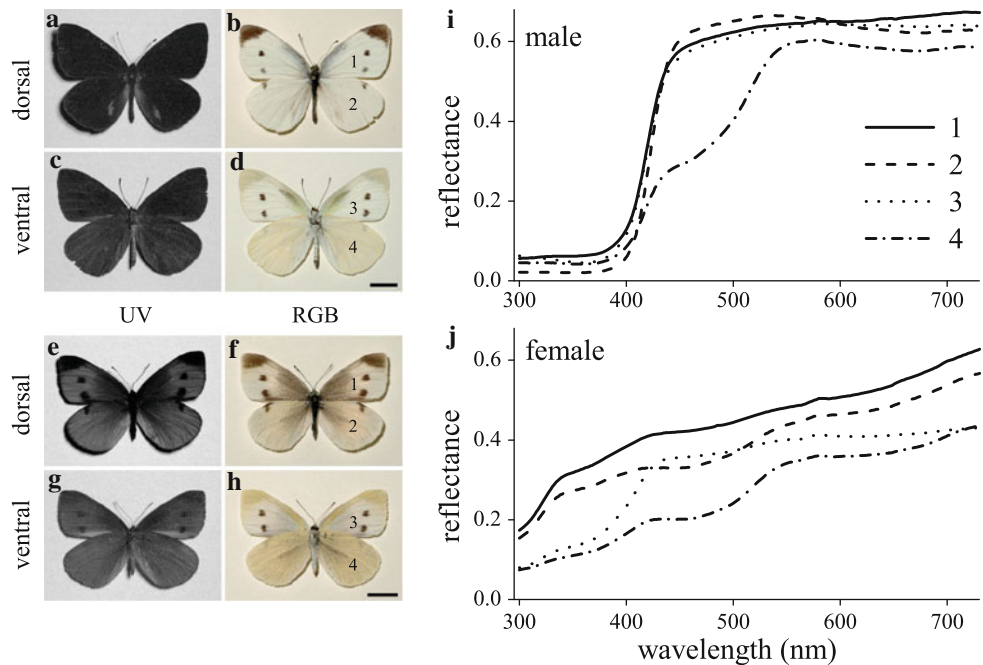 a
b
dorsal
1
2
c
d
ventral
3
4
UV
RGB
e
f
dorsal
1
2
g
h
ventral
3
4
i
male
0.6
0.4
0.2
0.0
reflectance
1
2
3
4
300
400
500
600
700
j
female
0.6
0.4
0.2
0.0
reflectance
300
400
500
600
700
wavelength (nm)